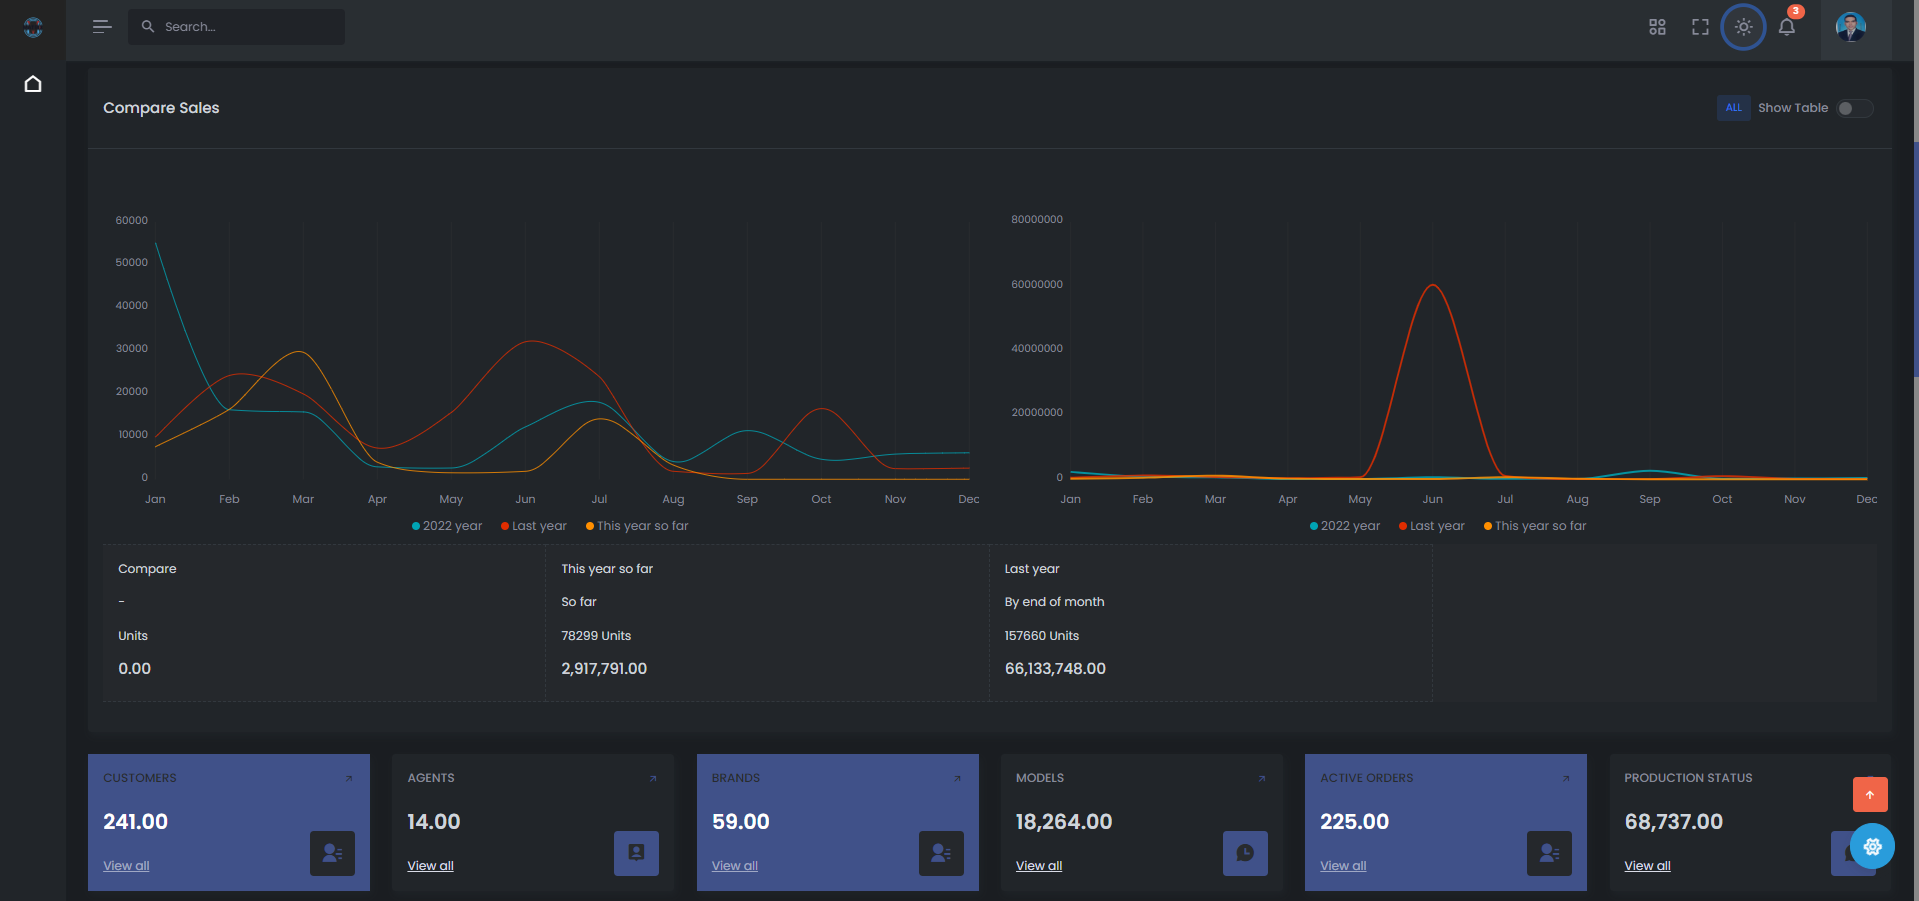 Search...
3
Compare Sales
ALL Show Table
60000
50000
40000
30000
20000
10000
0
Jan Feb Mar Apr May Jun Jul Aug Sep Oct Nov Dec
2022 year Last year This year so far
80000000
60000000
40000000
20000000
0
Jan Feb Mar Apr May Jun Jul Aug Sep Oct Nov Dec
2022 year Last year This year so far
Compare
-
Units
0.00
This year so far
So far
78299 Units
2,917,791.00
Last year
By end of month
157660 Units
66,133,748.00
CUSTOMERS
241.00
View all
AGENTS
14.00
View all
BRANDS
59.00
View all
MODELS
18,264.00
View all
ACTIVE ORDERS
225.00
View all
PRODUCTION STATUS
68,737.00
View all